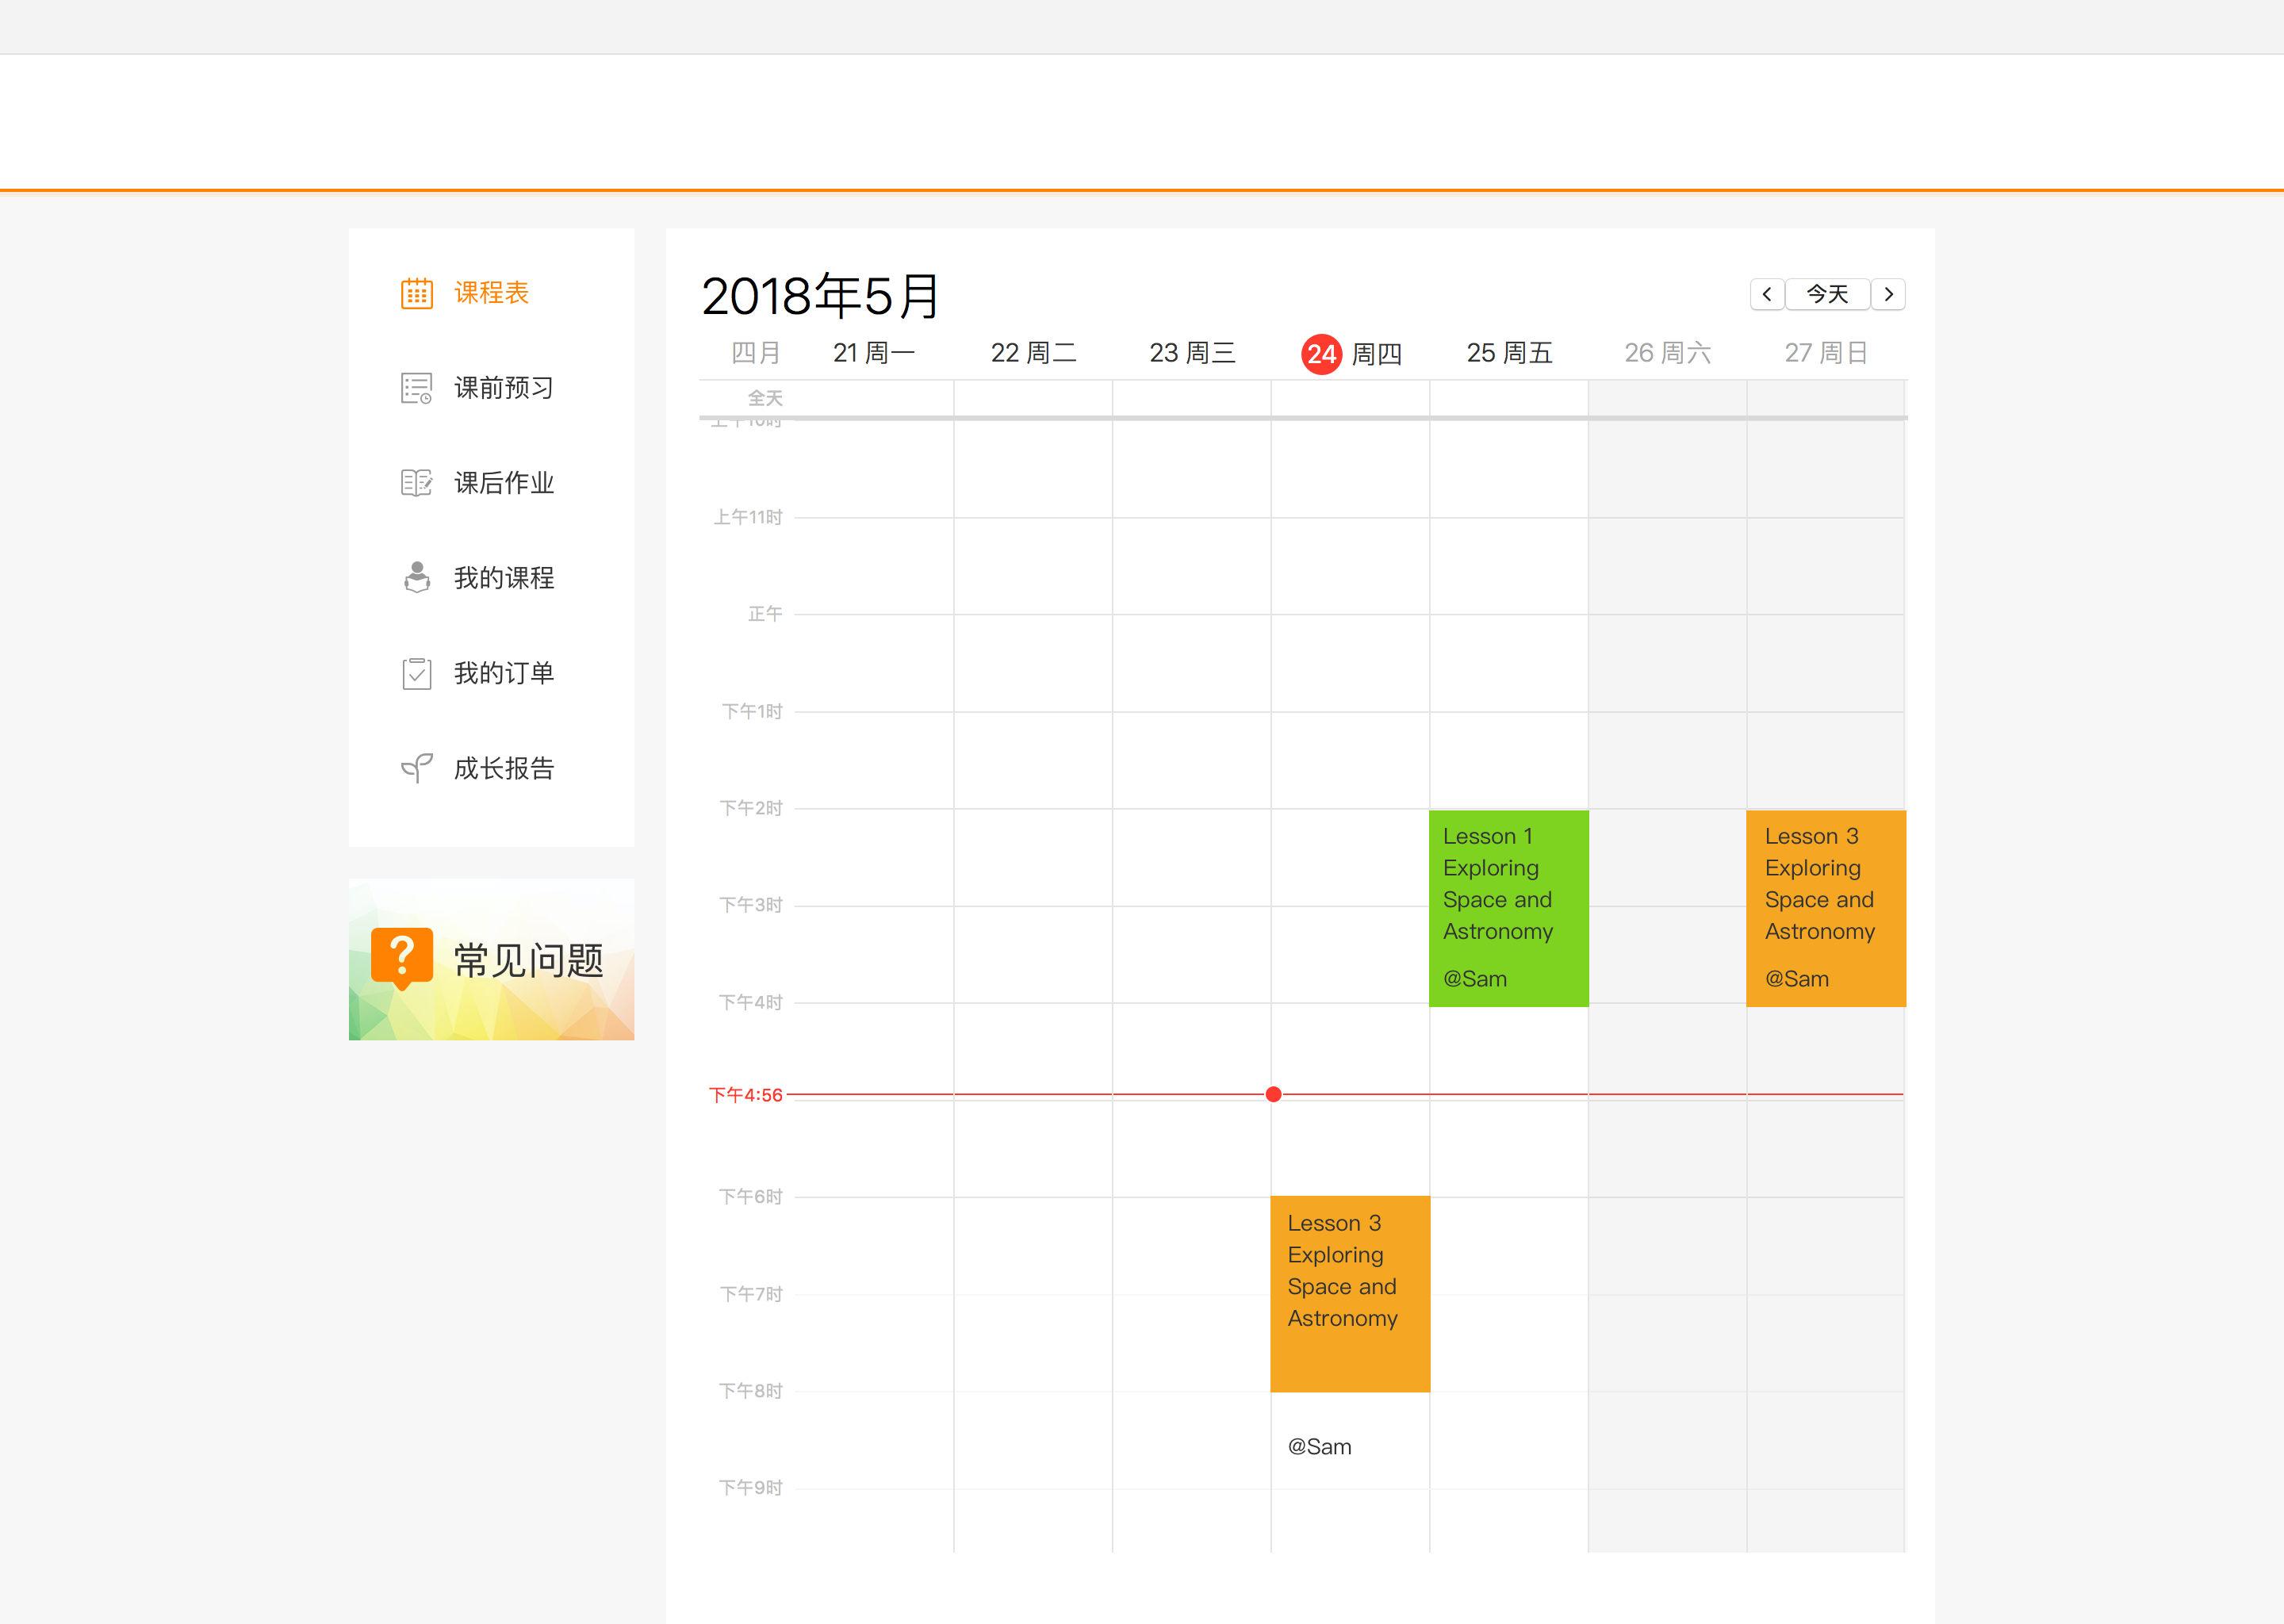 课程表
课前预习
课后作业
我的课程
我的订单
成长报告
?
常见问题
2018年5月
今天
四月 21 周一 22 周二 23 周三 24 周四 25 周五 26 周六 27 周日
全天
上午10时
上午11时
正午
下午1时
下午2时
下午3时
下午4时
下午4:56
下午6时
下午7时
下午8时
下午9时
Lesson 3
Exploring
Space and
Astronomy
@Sam
Lesson 1
Exploring
Space and
Astronomy
@Sam
Lesson 3
Exploring
Space and
Astronomy
@Sam